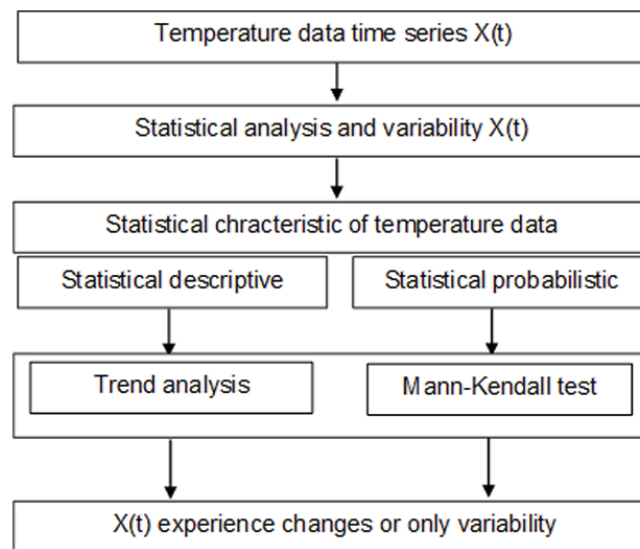 Temperature data time series X(t)
Statistical analysis and variability X(t)
Statistical chracteristic of temperature data
Statistical descriptive
Statistical probabilistic
Trend analysis
Mann-Kendall test
X(t) experience changes or only variability